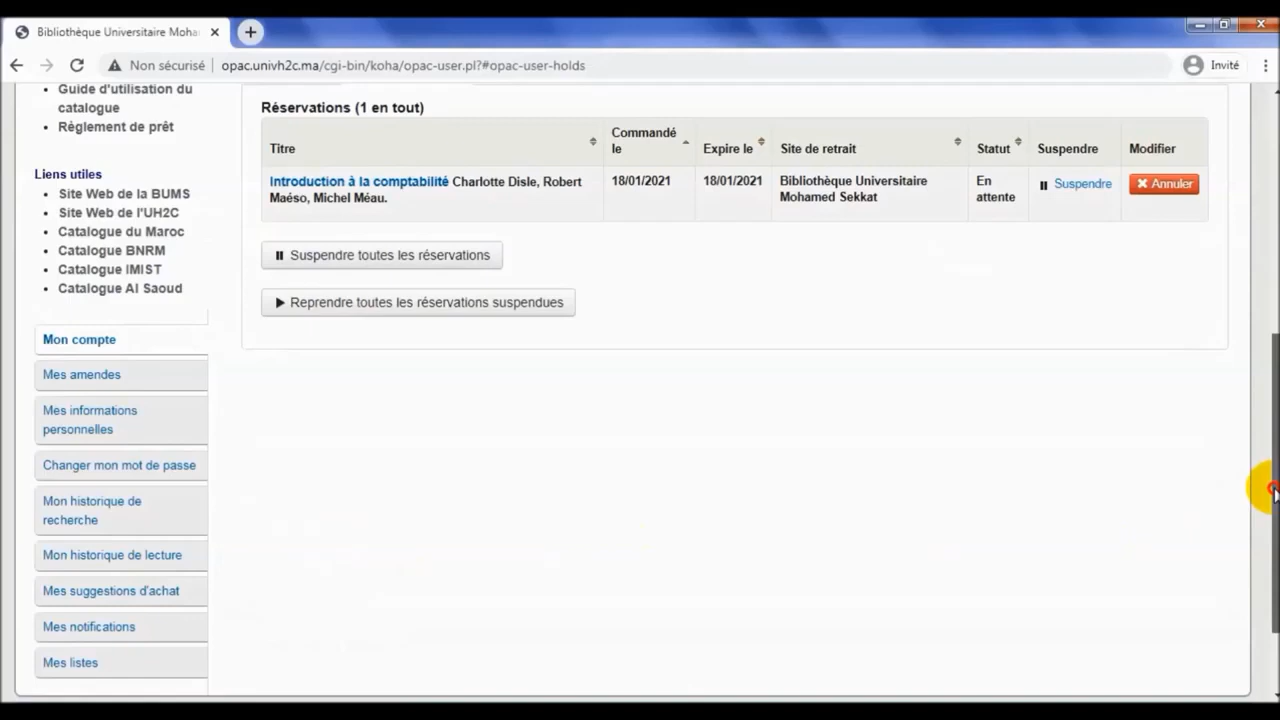 Bibliothèque Universitaire Moha
Non sécurisé
opac.univh2c.ma/cgi-bin/koha/opac-user.pl?#opac-user-holds
Invité
Guide d'utilisation du
catalogue
Règlement de prêt
Liens utiles
Site Web de la BUMS
Site Web de l'UH2C
Catalogue du Maroc
Catalogue BNRM
Catalogue IMIST
Catalogue Al Saoud
Mon compte
Mes amendes
Mes informations
personnelles
Changer mon mot de passe
Mon historique de
recherche
Mon historique de lecture
Mes suggestions d'achat
Mes notifications
Mes listes
Réservations (1 en tout)
Titre
Commandé
le
Expire le
Site de retrait
Statut
Suspendre
Modifier
Introduction à la comptabilité Charlotte Disle, Robert
Maéso, Michel Méau.
18/01/2021
18/01/2021
Bibliothèque Universitaire
Mohamed Sekkat
En
attente
Suspendre
Annuler
Suspendre toutes les réservations
Reprendre toutes les réservations suspendues